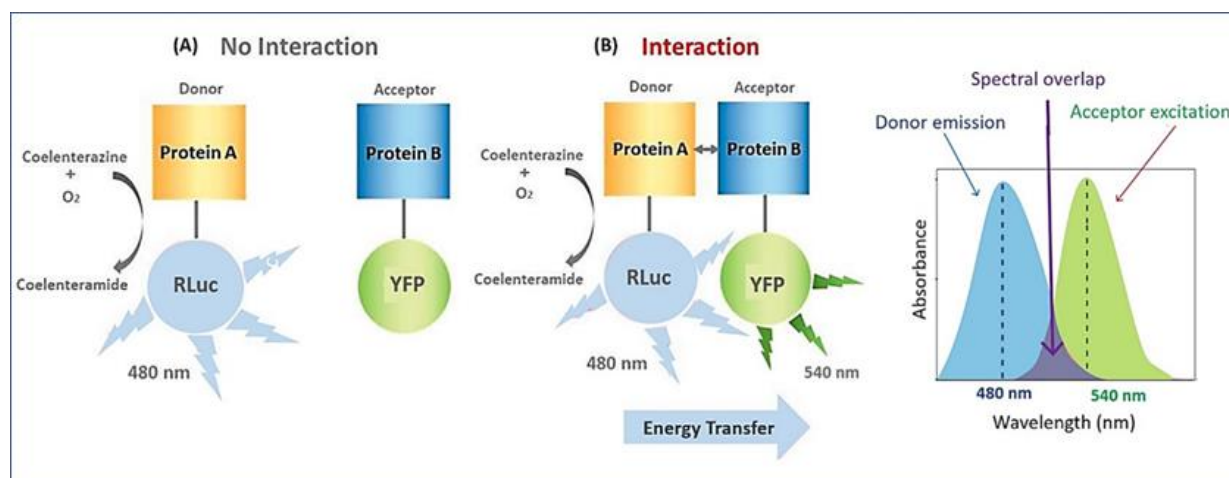 (A) No Interaction
Donor
Acceptor
Protein A
Protein B
Coelenterazine
+
O2
Coelenteramide
RLuc
YFP
480 nm
(B) Interaction
Donor
Acceptor
Protein A
Protein B
Coelenterazine
+
O2
Coelenteramide
RLuc
YFP
480 nm
540 nm
Energy Transfer
Spectral overlap
Donor emission
Acceptor excitation
Absorbance
480 nm
540 nm
Wavelength (nm)